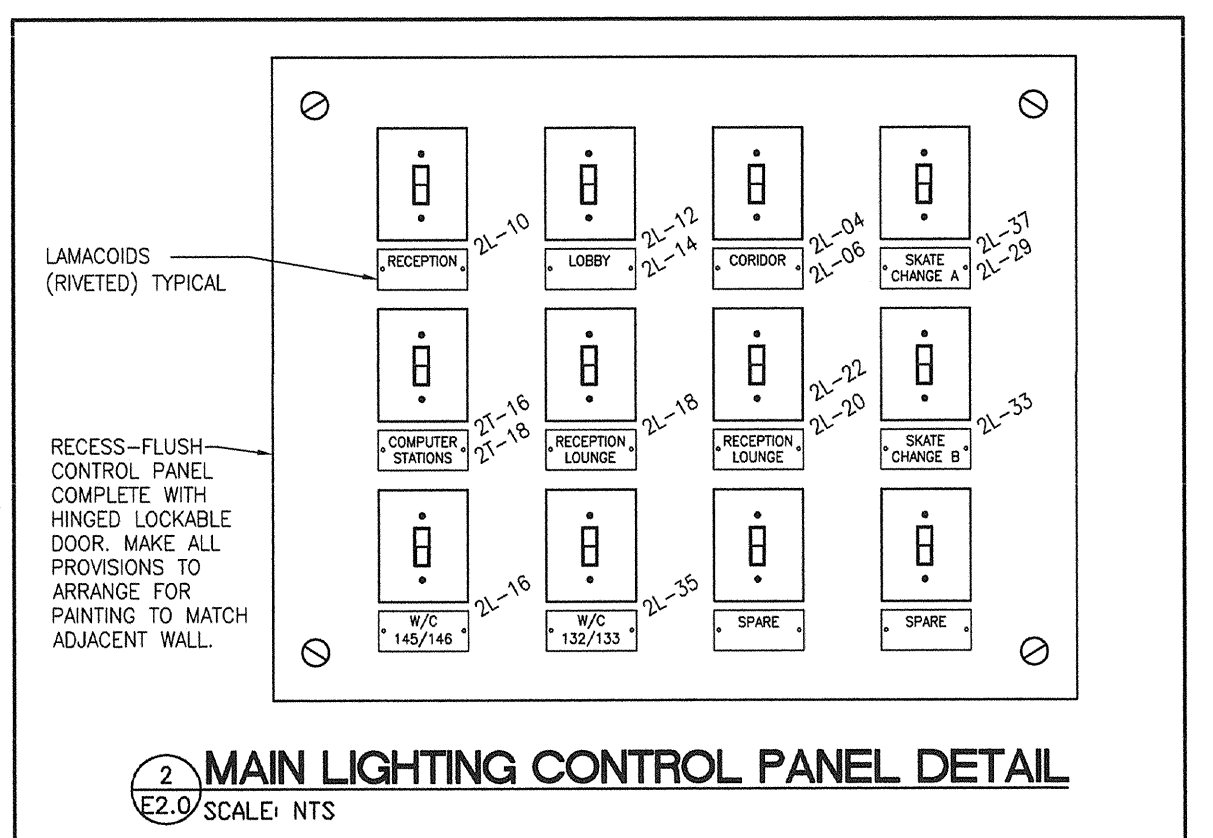 RECEPTION
2L-10
LOBBY
2L-12
2L-14
CORIDOR
2L-04
2L-06
SKATE
CHANGE A
2L-37
2L-29
LAMACOIDS
(RIVETED) TYPICAL
COMPUTER
STATIONS
2T-16
2T-18
RECEPTION
LOUNGE
2L-18
RECEPTION
LOUNGE
2L-22
2L-20
SKATE
CHANGE B
2L-33
RECESS-FLUSH
CONTROL PANEL
COMPLETE WITH
HINGED LOCKABLE
DOOR. MAKE ALL
PROVISIONS TO
ARRANGE FOR
PAINTING TO MATCH
ADJACENT WALL.
W/C
145/146
2L-16
W/C
132/133
2L-35
SPARE
SPARE
2
E2.0
MAIN LIGHTING CONTROL PANEL DETAIL
SCALE: NTS